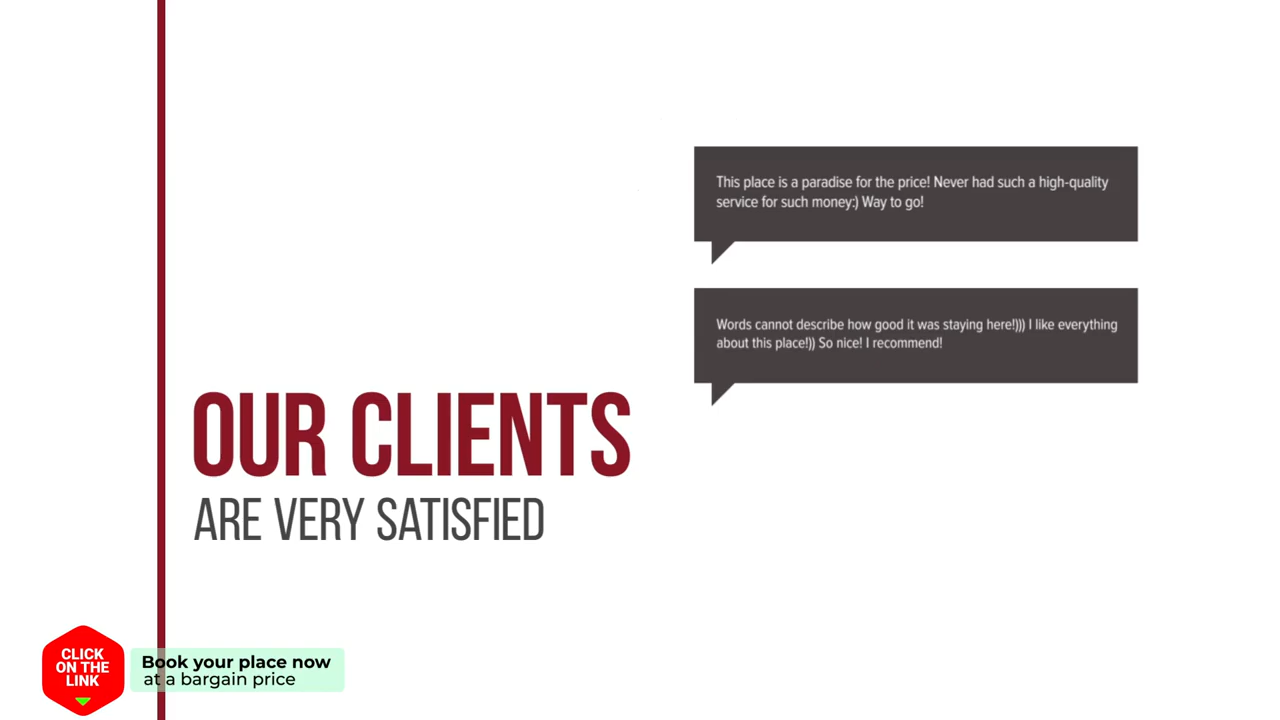 This place is a paradise for the price! Never had such a high-quality
service for such money:) Way to go!
Words cannot describe how good it was staying here!))) I like everything
about this place!)) So nice! I recommend!
OUR CLIENTS
ARE VERY SATISFIED
CLICK
ON THE
LINK
Book your place now
at a bargain price